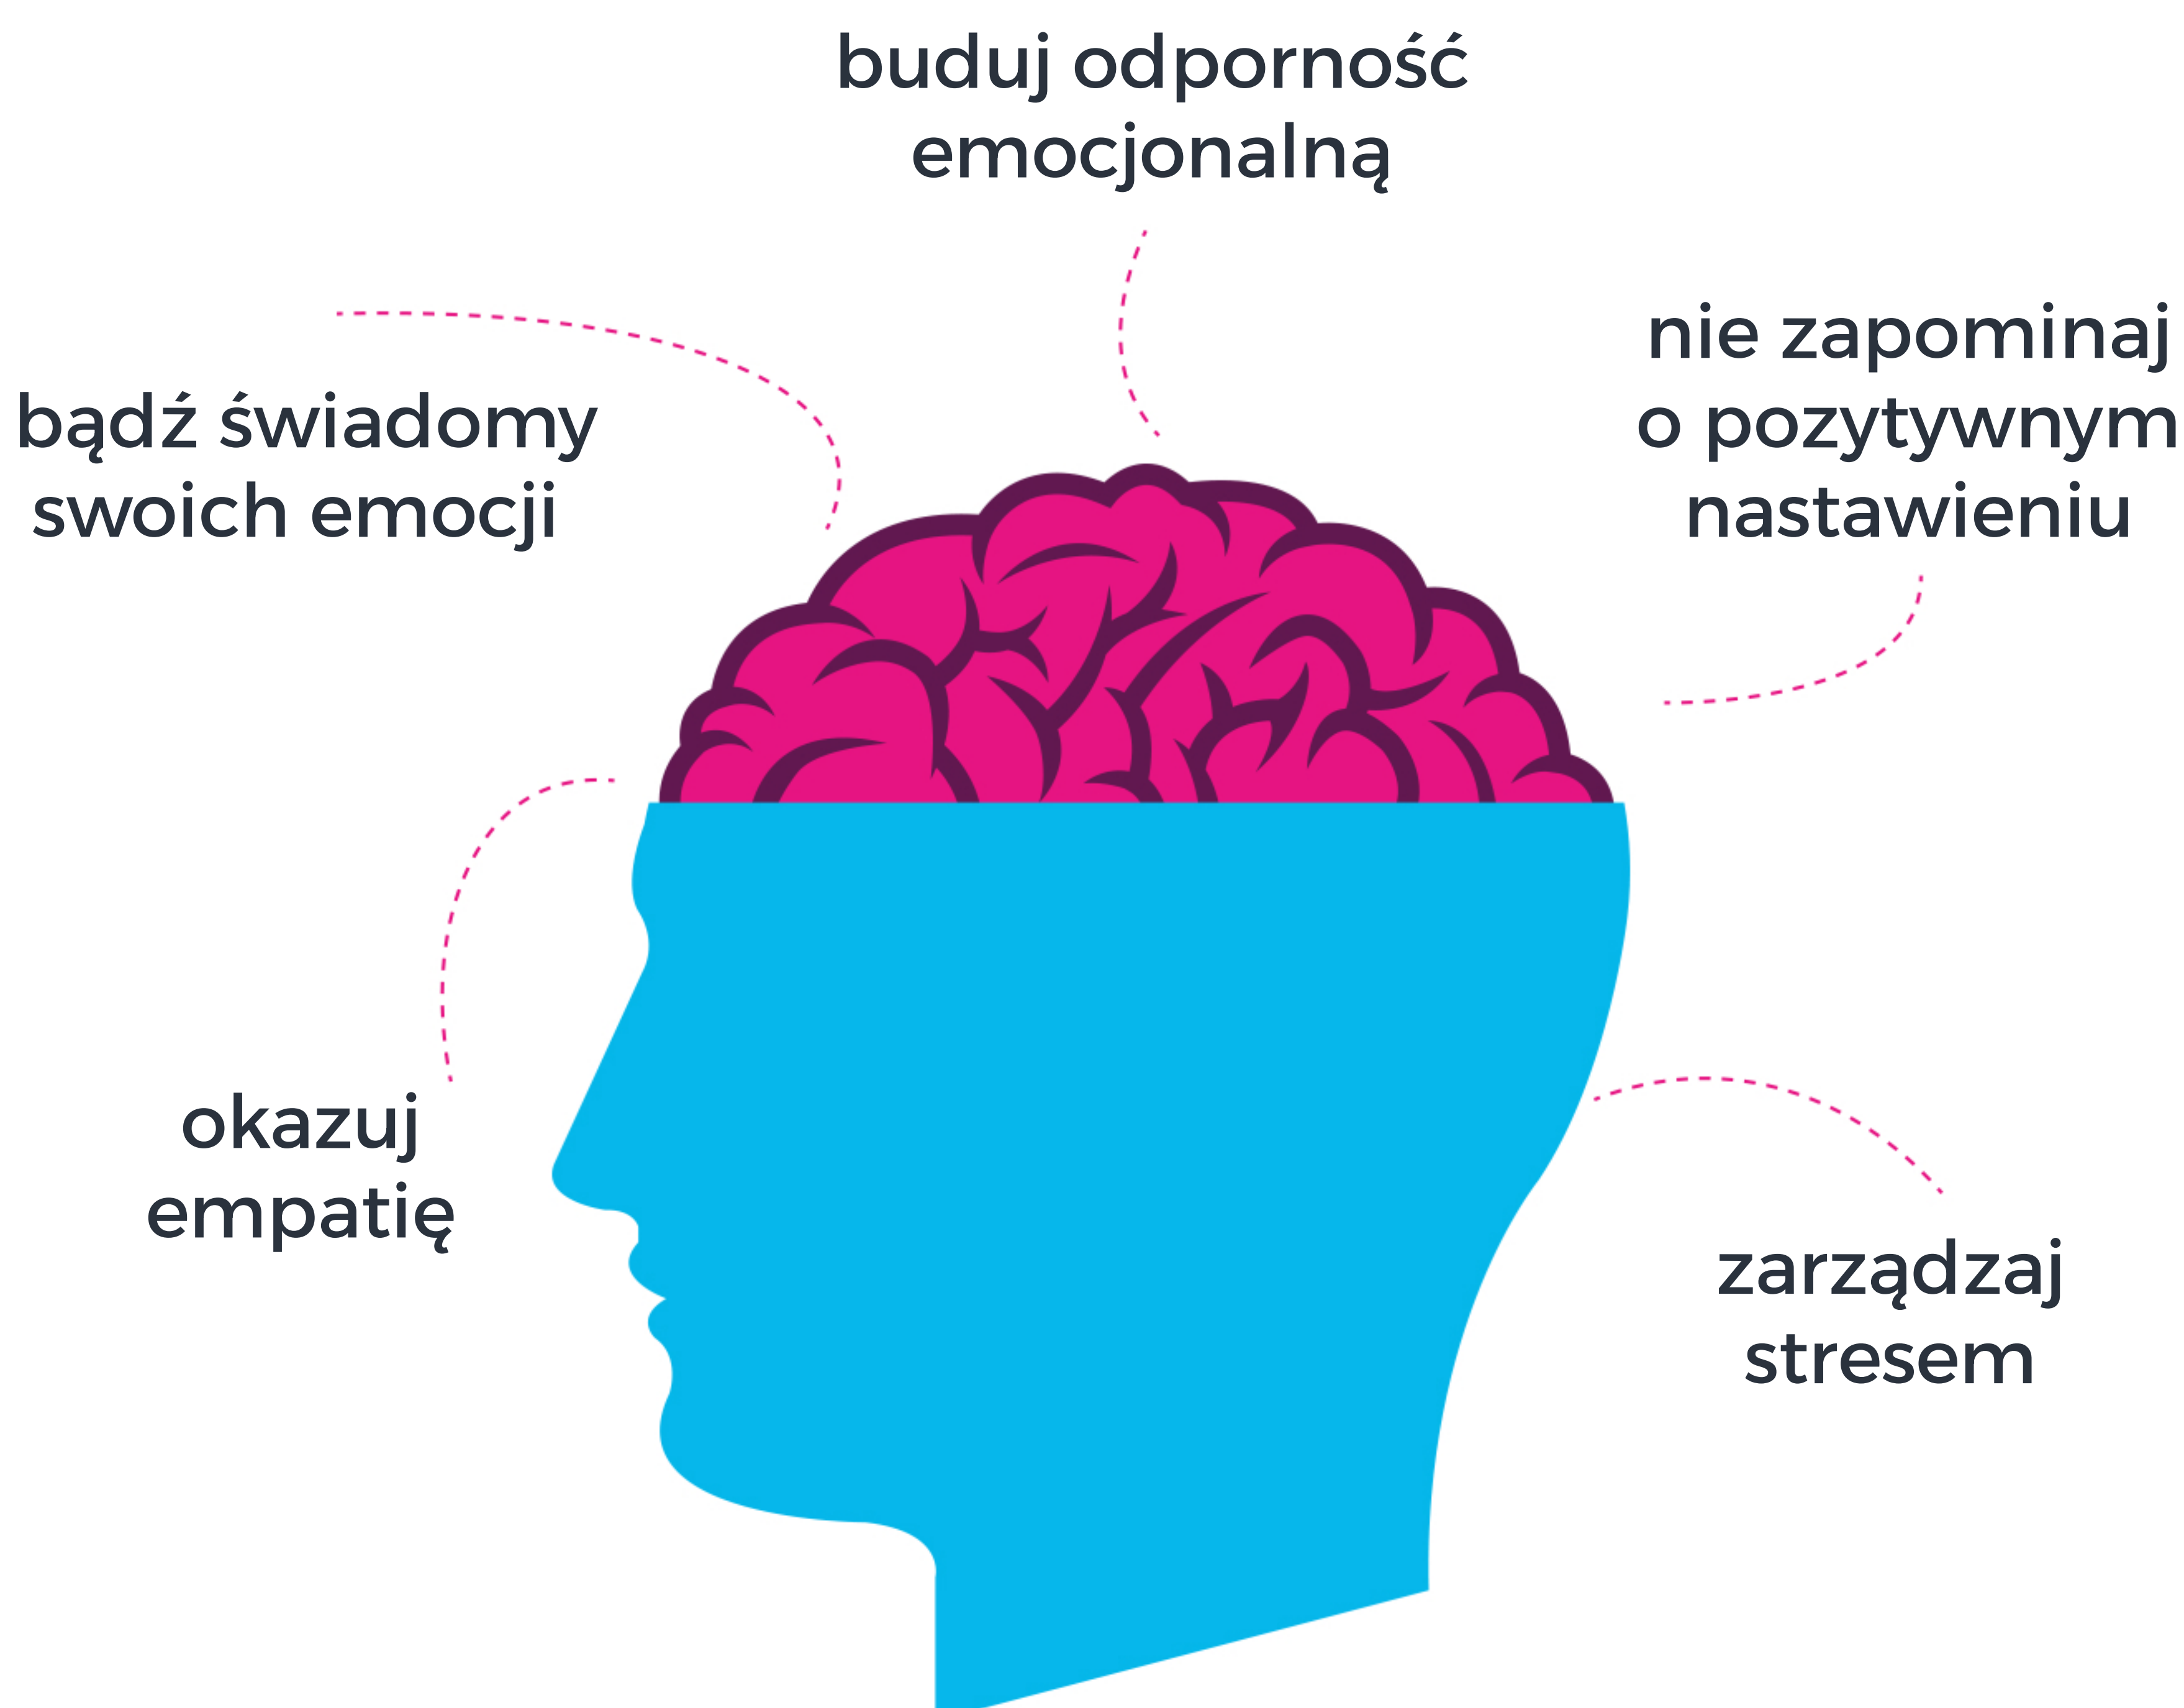 buduj odporność
emocjonalną
bądź świadomy
swoich emocji
nie zapominaj
o pozytywnym
nastawieniu
okazuj
empatię
zarządzaj
stresem